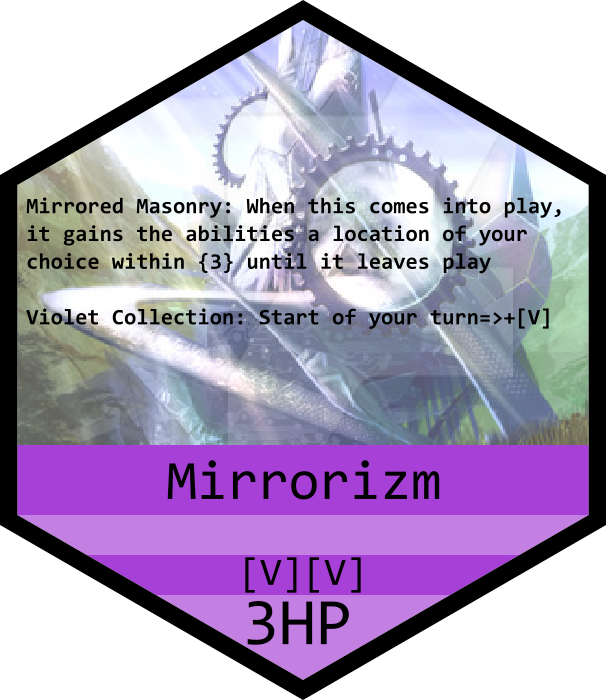 Mirrored Masonry: When this comes into play,
it gains the abilities a location of your
choice within {3} until it leaves play
Violet Collection: Start of your turn=>+[V]
Mirrorizm
[V][V]
3HP